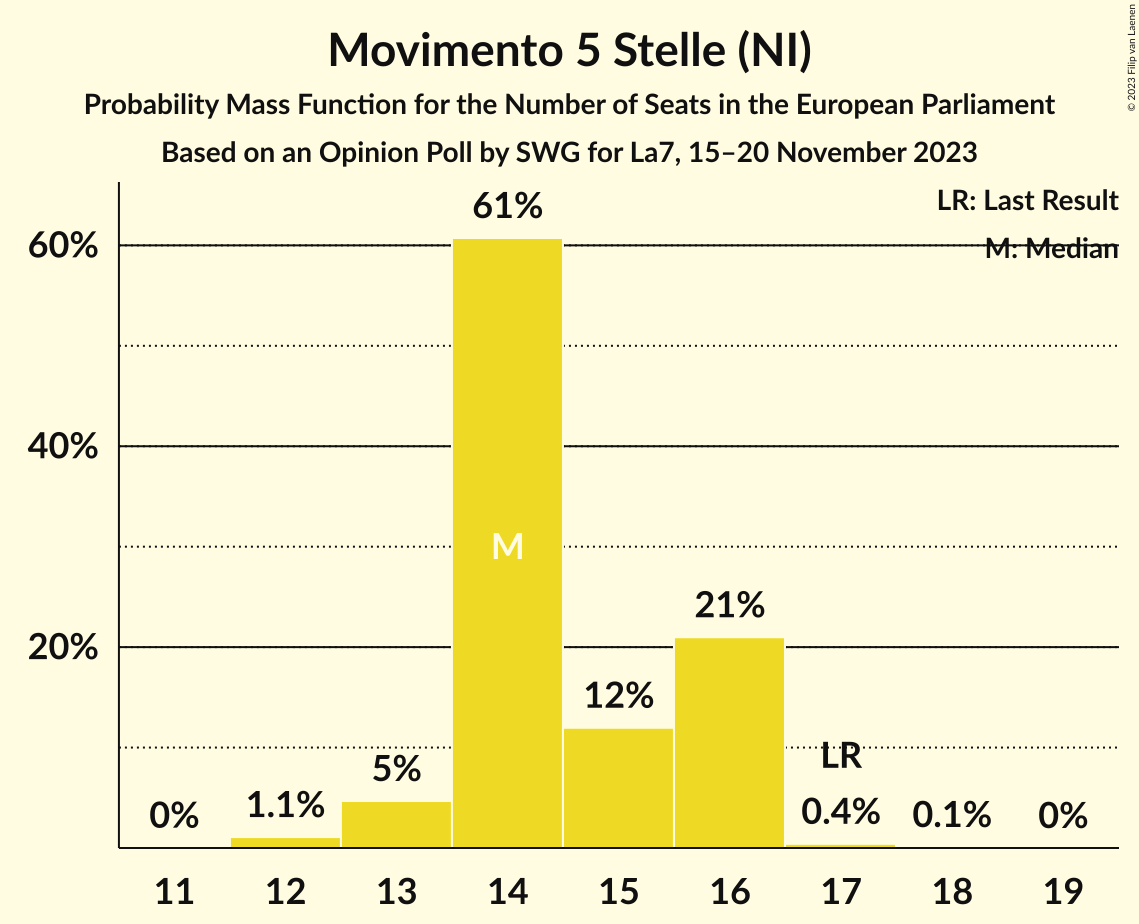 Movimento 5 Stelle (NI)
Probability Mass Function for the Number of Seats in the European Parliament
Based on an Opinion Poll by SWG for La7, 15–20 November 2023
© 2023 Filip van Laenen
LR: Last Result
M: Median
60%
40%
20%
0%
1.1%
5%
61%
M
12%
21%
LR
0.4%
0.1%
0%
11 12 13 14 15 16 17 18 19